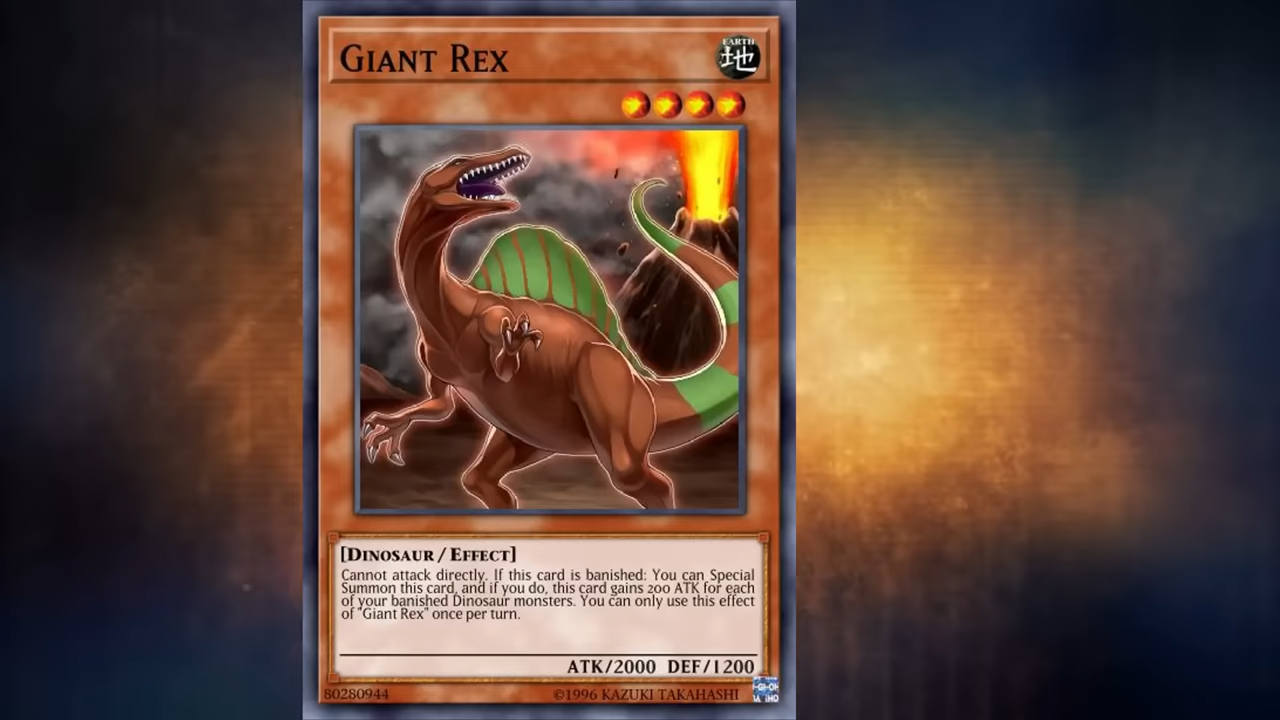 GIANT REX
EARTH
地
[DINOSAUR / EFFECT]
Cannot attack directly. If this card is banished: You can Special
Summon this card, and if you do, this card gains 200 ATK for each
of your banished Dinosaur monsters. You can only use this effect
of "Giant Rex" once per turn.
ATK/2000 DEF/1200
80280944
©1996 KAZUKI TAKAHASHI